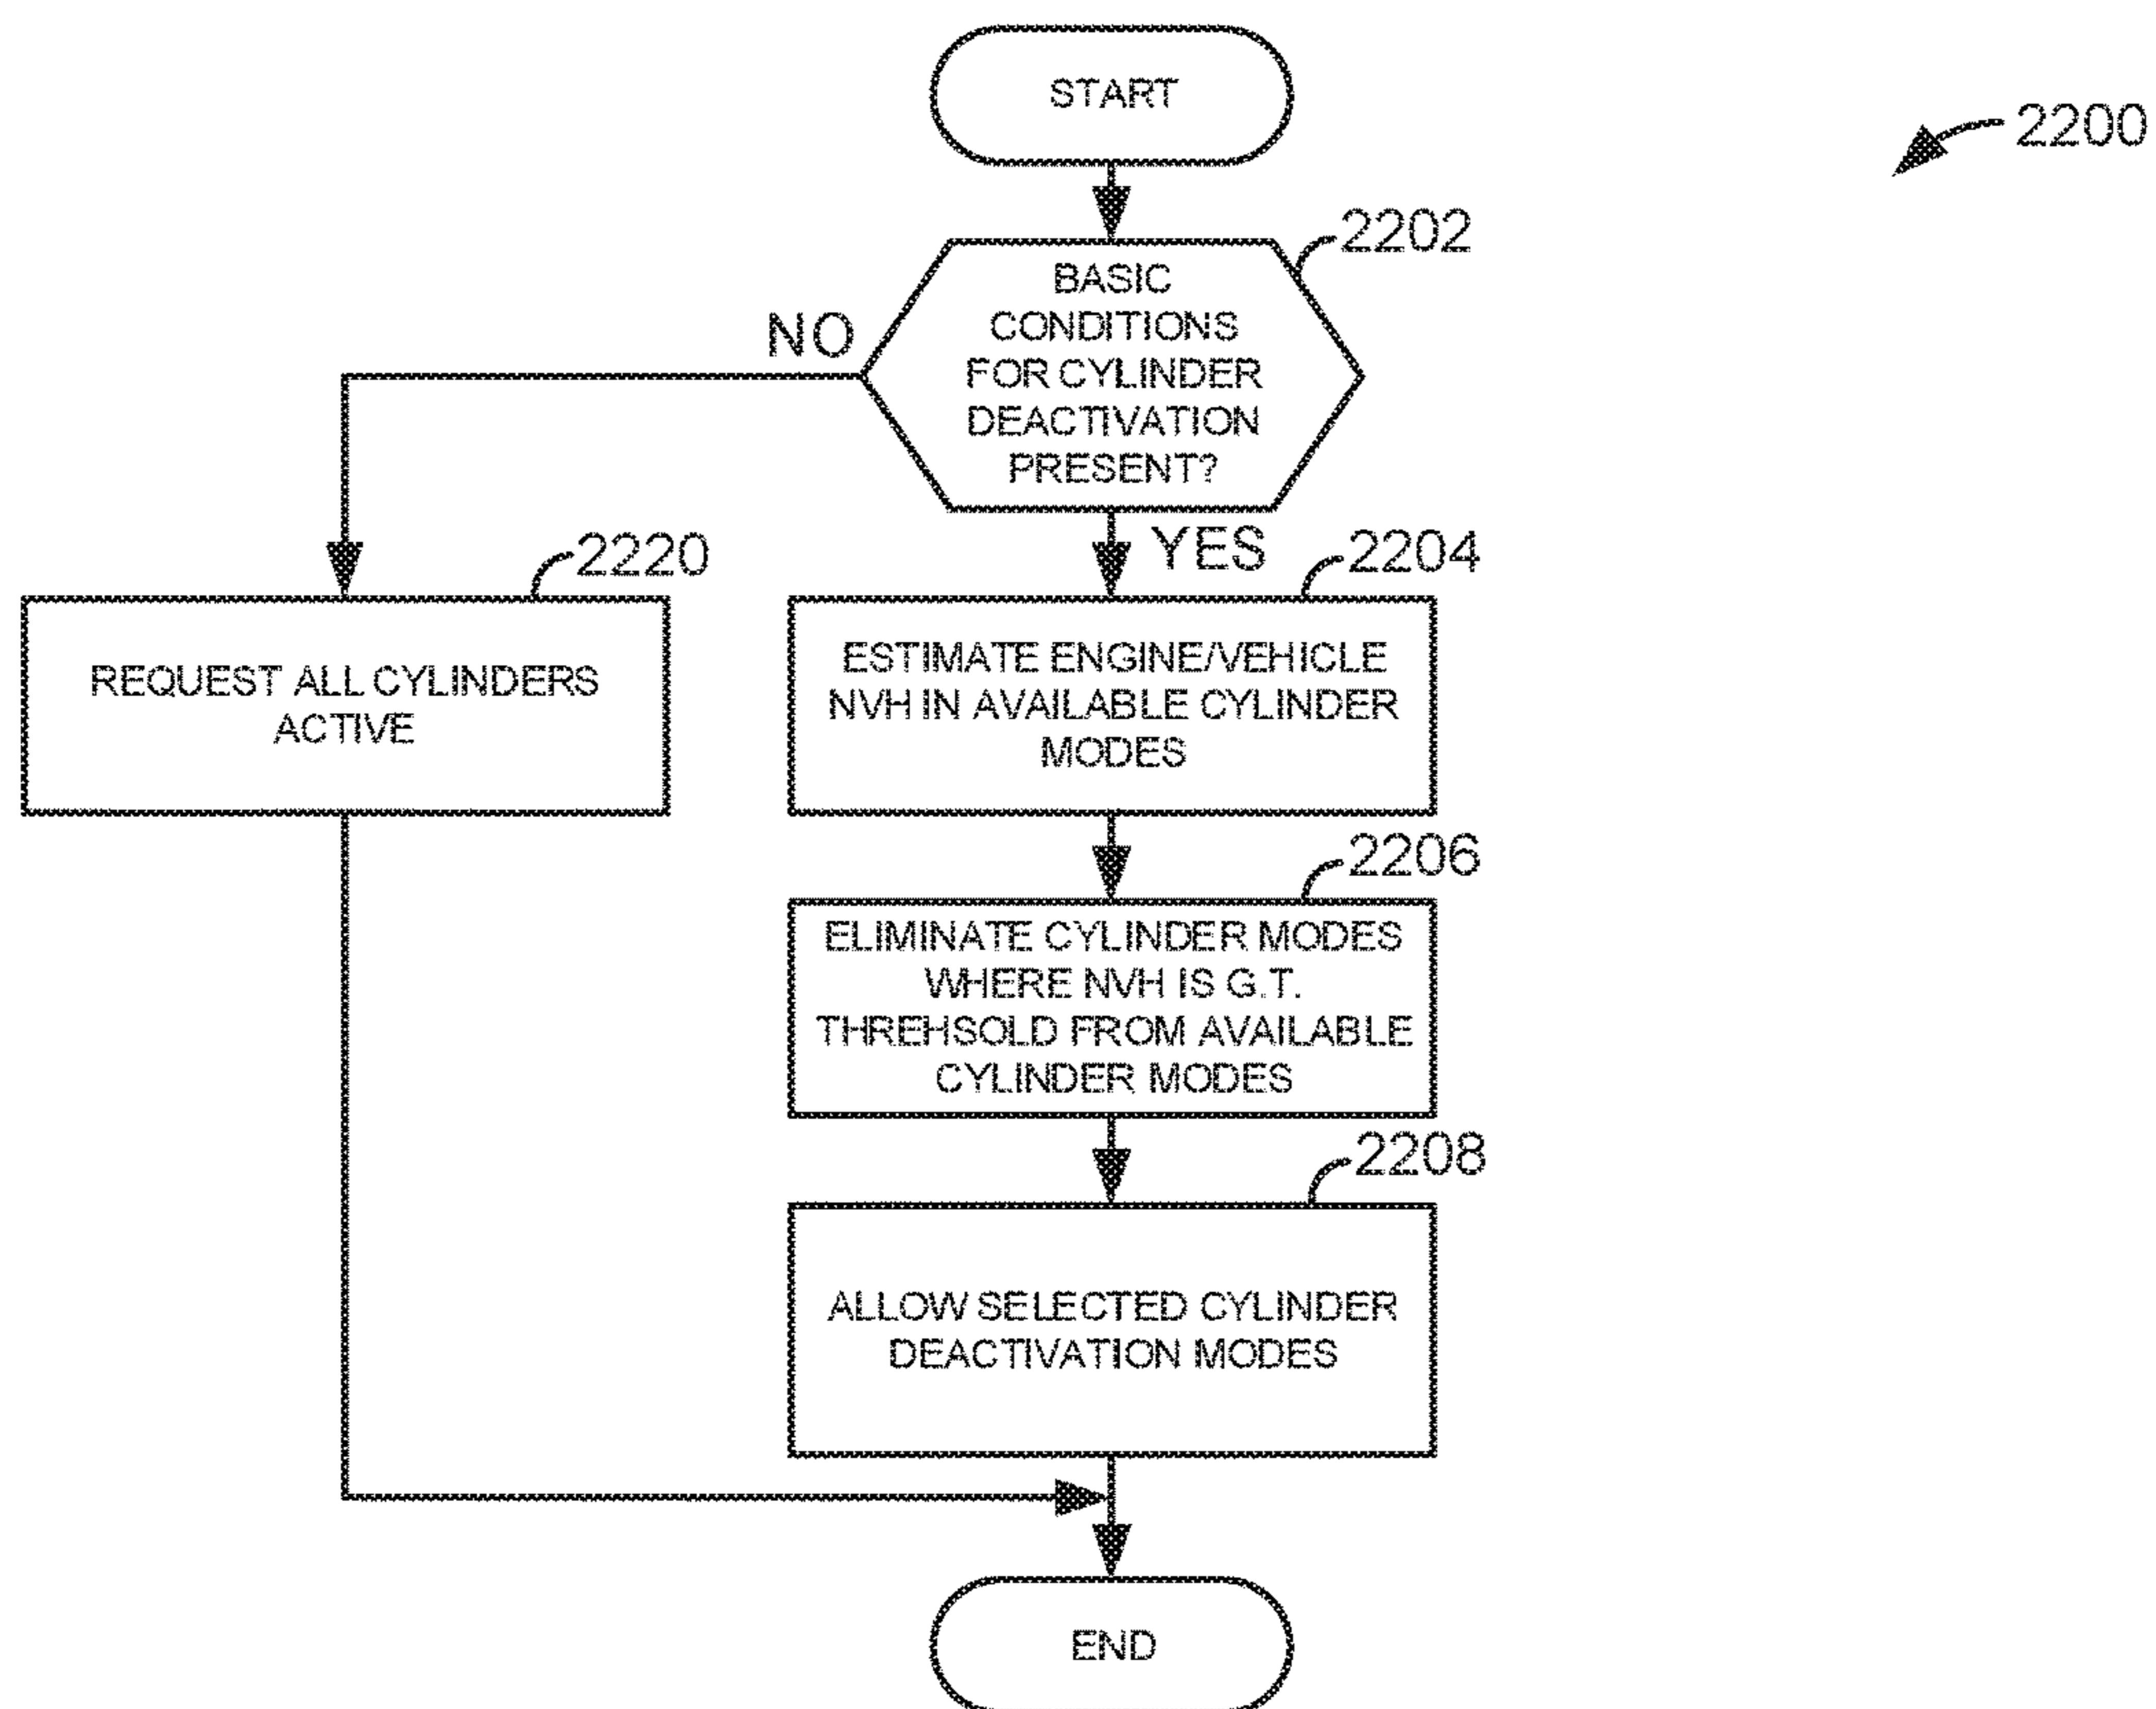 START
2200
2202
BASIC
CONDITIONS
FOR CYLINDER
DEACTIVATION
PRESENT?
NO
YES
2220
REQUEST ALL CYLINDERS
ACTIVE
2204
ESTIMATE ENGINE/VEHICLE
NVH IN AVAILABLE CYLINDER
MODES
2206
ELIMINATE CYLINDER MODES
WHERE NVH IS G.T.
THREHSOLD FROM AVAILABLE
CYLINDER MODES
2208
ALLOW SELECTED CYLINDER
DEACTIVATION MODES
END